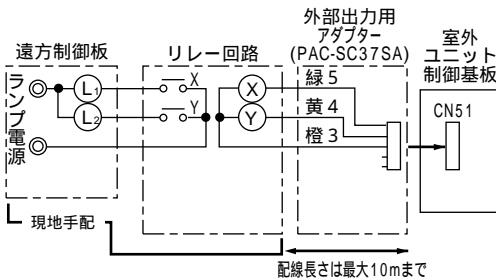 外部出力用
アダプター
(PAC-SC37SA)
室外
ユニット
制御基板
遠方制御板
リレー回路
ランプ電源
L1
L2
X
Y
X
Y
緑5
黄4
橙3
CN51
現地手配
配線長さは最大10mまで